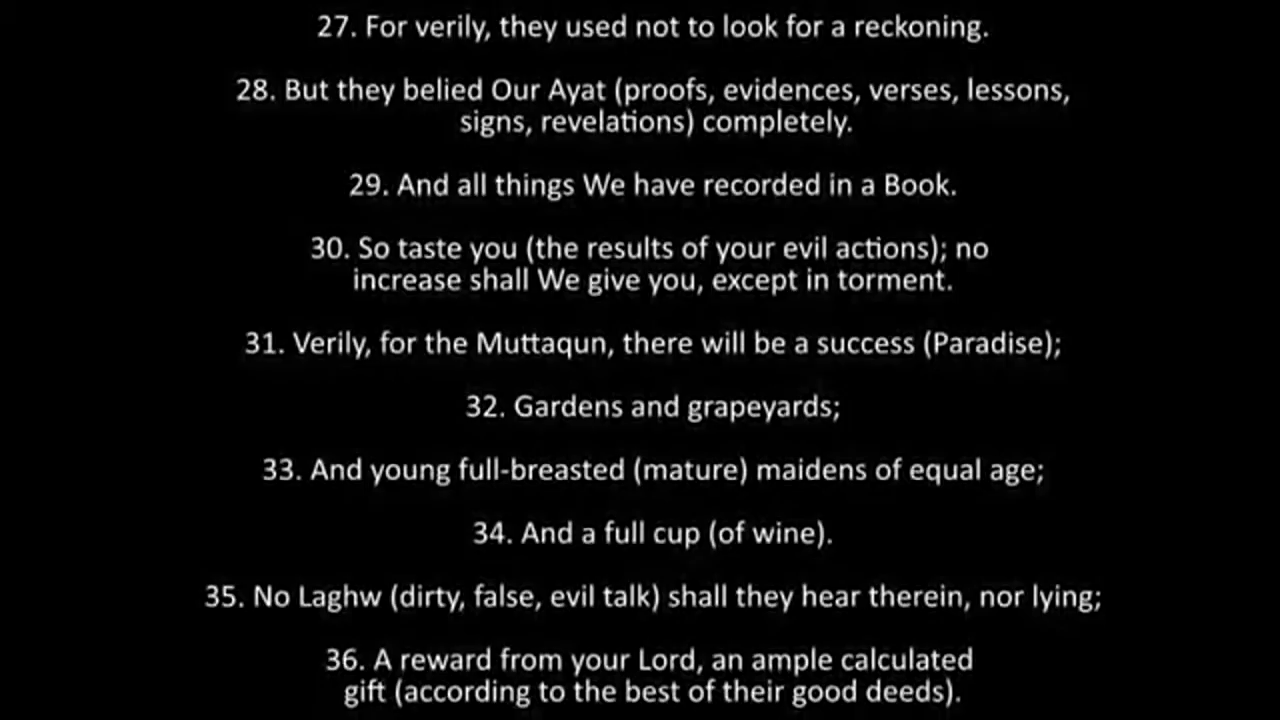 27. For verily, they used not to look for a reckoning.
28. But they belied Our Ayat (proofs, evidences, verses, lessons,
signs, revelations) completely.
29. And all things We have recorded in a Book.
30. So taste you (the results of your evil actions); no
increase shall We give you, except in torment.
31. Verily, for the Muttaqun, there will be a success (Paradise);
32. Gardens and grapeyards;
33. And young full-breasted (mature) maidens of equal age;
34. And a full cup (of wine).
35. No Laghw (dirty, false, evil talk) shall they hear therein, nor lying;
36. A reward from your Lord, an ample calculated
gift (according to the best of their good deeds).